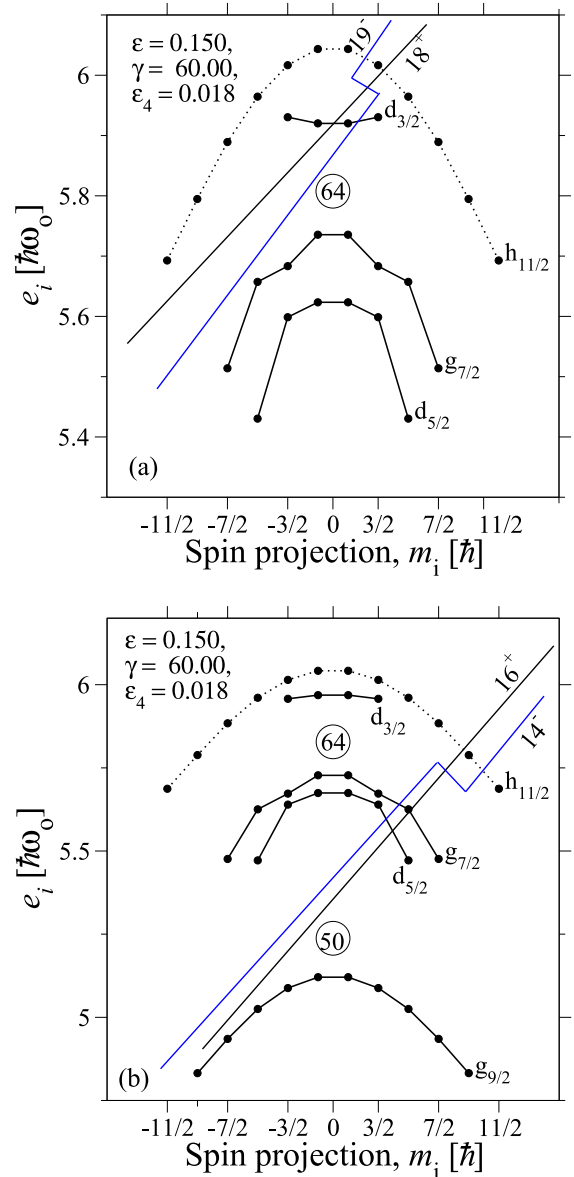 ε = 0.150,
γ = 60.00,
ε₄ = 0.018
19⁻
18⁺
d₃/₂
64
h₁₁/₂
g₇/₂
d₅/₂
6
5.8
5.6
5.4
eᵢ [ħω₀]
(a)
-11/2 -7/2 -3/2 0 3/2 7/2 11/2
Spin projection, mᵢ [ħ]
ε = 0.150,
γ = 60.00,
ε₄ = 0.018
16⁺
14⁻
d₃/₂
64
h₁₁/₂
g₇/₂
d₅/₂
50
g₉/₂
6
5.5
5
eᵢ [ħω₀]
(b)
-11/2 -7/2 -3/2 0 3/2 7/2 11/2
Spin projection, mᵢ [ħ]